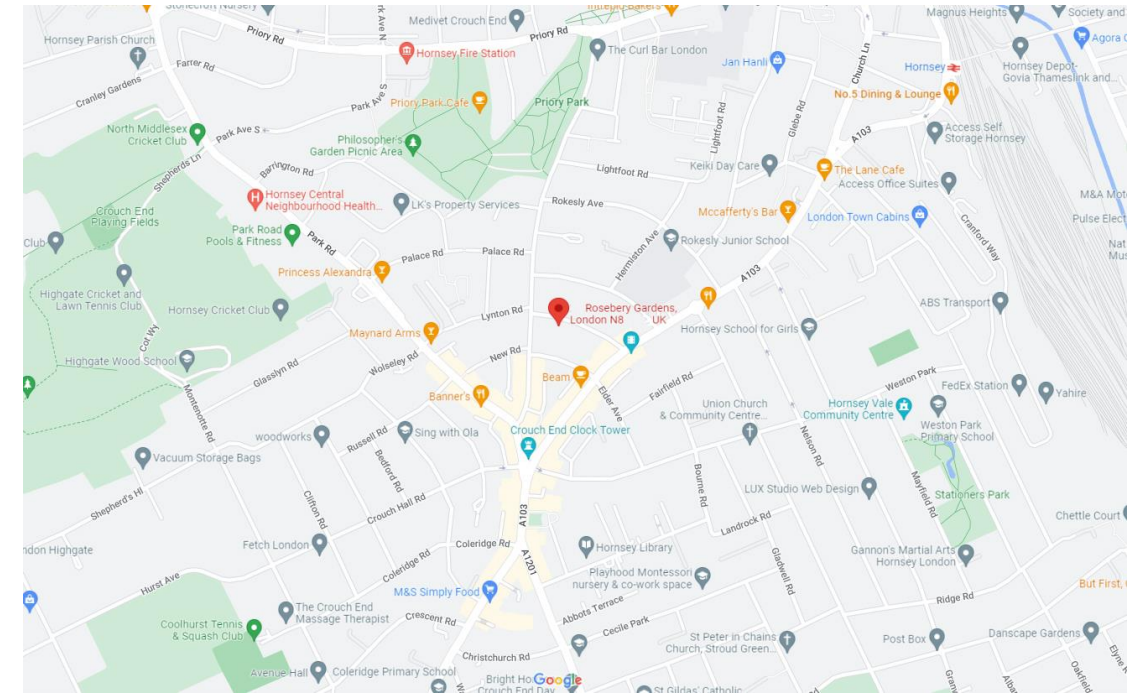 Stonecroft Nursery
Medivet Crouch End
Intrepid Bakers
Magnus Heights
Society and
Hornsey Parish Church
Priory Rd
Park Ave N
Priory Rd
Agora
Hornsey Fire Station
The Curl Bar London
Church Ln
Farrer Rd
Jan Hanli
Hornsey
Hornsey Depot-
Govia Thameslink and...
Cranley Gardens
Park Ave S
Priory Park Cafe
Priory Park
No.5 Dining & Lounge
Lightfoot Rd
Glebe Rd
North Middlesex
Cricket Club
Park Ave S
Philosopher's
Garden Picnic Area
A103
Access Self
Storage Hornsey
Shepherds Ln
Barrington Rd
Lightfoot Rd
Keiki Day Care
The Lane Cafe
Access Office Suites
Hornsey Central
Neighbourhood Health...
LK's Property Services
Rokesly Ave
M&A
Crouch End
Playing Fields
Mccafferty's Bar
London Town Cabins
Pulse
Cranford Way
Park Road
Pools & Fitness
Park Rd
Hermiston Ave
Rokesly Junior School
Club
Palace Rd
Palace Rd
Princess Alexandra
A103
Highgate Cricket and
Lawn Tennis Club
Hornsey Cricket Club
Lynton Rd
Rosebery Gardens,
London N8 UK
ABS Transport
Cot Wy
Maynard Arms
Hornsey School for Girls
Highgate Wood School
Glasslyn Rd
Wolseley Rd
New Rd
Beam
Fairfield Rd
Weston Park
FedEx Station
Yahire
Montenotte Rd
Banner's
Elder Ave
Union Church
& Community Centre...
Hornsey Vale
Community Centre
Weston Park
Primary School
woodworks
Russell Rd
Sing with Ola
Crouch End Clock Tower
Nelson Rd
Vacuum Storage Bags
Bedford Rd
Bourne Rd
LUX Studio Web Design
Mayfield Rd
Stationers Park
Shepherd's Hl
Clifton Rd
Crouch Hall Rd
A103
Landrock Rd
Chettle Court
Highgate
Fetch London
Coleridge Rd
Coleridge Rd
A1201
Hornsey Library
Gladwell Rd
Gannon's Martial Arts
Hornsey London
Hurst Ave
Playhood Montessori
nursery & co-work space
But First,
M&S Simply Food
Ridge Rd
The Crouch End
Massage Therapist
Crescent Rd
Abbots Terrace
Coolhurst Tennis
& Squash Club
Cecile Park
St Peter in Chains
Church, Stroud Green...
Post Box
Danscape Gardens
Elyne
Christchurch Rd
Oakfield
Avenue Hall
Coleridge Primary School
Bright
Google
Crouch End Day
St Gildas' Catholic